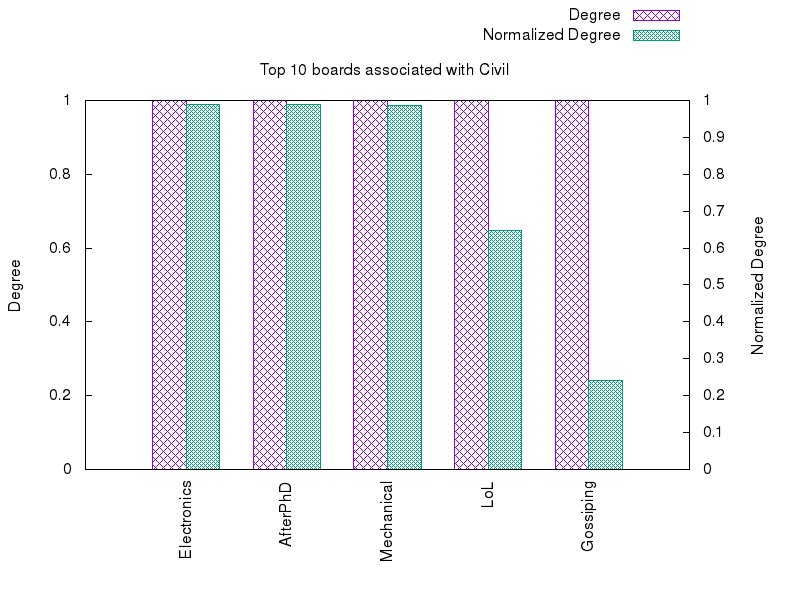 Degree
Normalized Degree
Top 10 boards associated with Civil
1
0.8
0.6
0.4
0.2
0
1
0.9
0.8
0.7
0.6
0.5
0.4
0.3
0.2
0.1
0
Degree
Normalized Degree
Electronics
AfterPhD
Mechanical
LoL
Gossiping